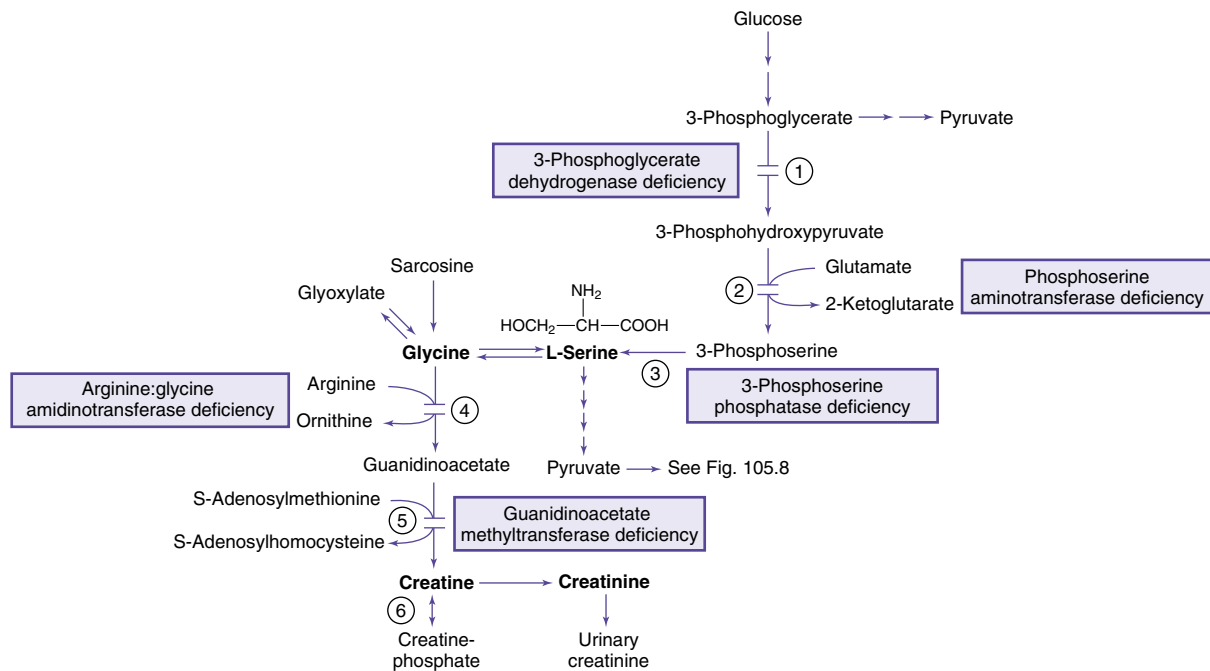 Glucose
3-Phosphoglycerate
Pyruvate
3-Phosphoglycerate
dehydrogenase deficiency
1
3-Phosphohydroxypyruvate
Sarcosine
Glyoxylate
NH2
HOCH2—CH—COOH
2
Glutamate
2-Ketoglutarate
Phosphoserine
aminotransferase deficiency
Glycine
L-Serine
3-Phosphoserine
3
3-Phosphoserine
phosphatase deficiency
Arginine:glycine
amidinotransferase deficiency
Arginine
Ornithine
4
Guanidinoacetate
Pyruvate
See Fig. 105.8
S-Adenosylmethionine
S-Adenosylhomocysteine
5
Guanidinoacetate
methyltransferase deficiency
Creatine
Creatinine
6
Creatine-
phosphate
Urinary
creatinine